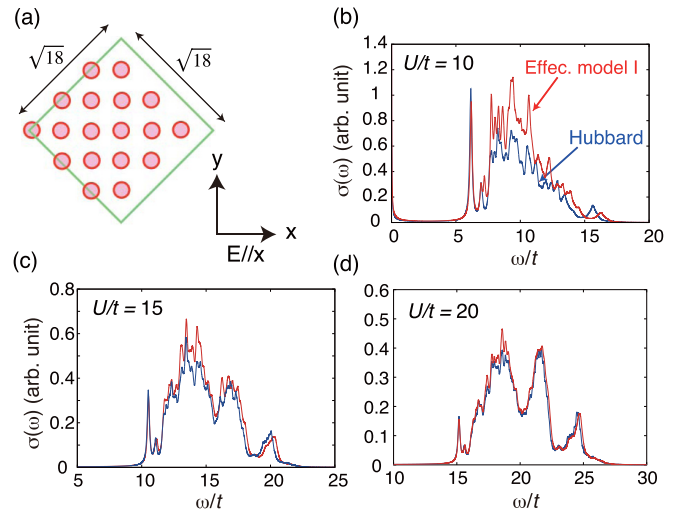 (a)
√18
√18
y
x
E//x
(b)
U/t = 10
Effec. model I
Hubbard
σ(ω) (arb. unit)
1.4
1.2
1
0.8
0.6
0.4
0.2
0
0 5 10 15 20
ω/t
(c)
U/t = 15
σ(ω) (arb. unit)
0.8
0.6
0.4
0.2
0
5 10 15 20 25
ω/t
(d)
U/t = 20
σ(ω) (arb. unit)
0.6
0.5
0.4
0.3
0.2
0.1
0
10 15 20 25 30
ω/t